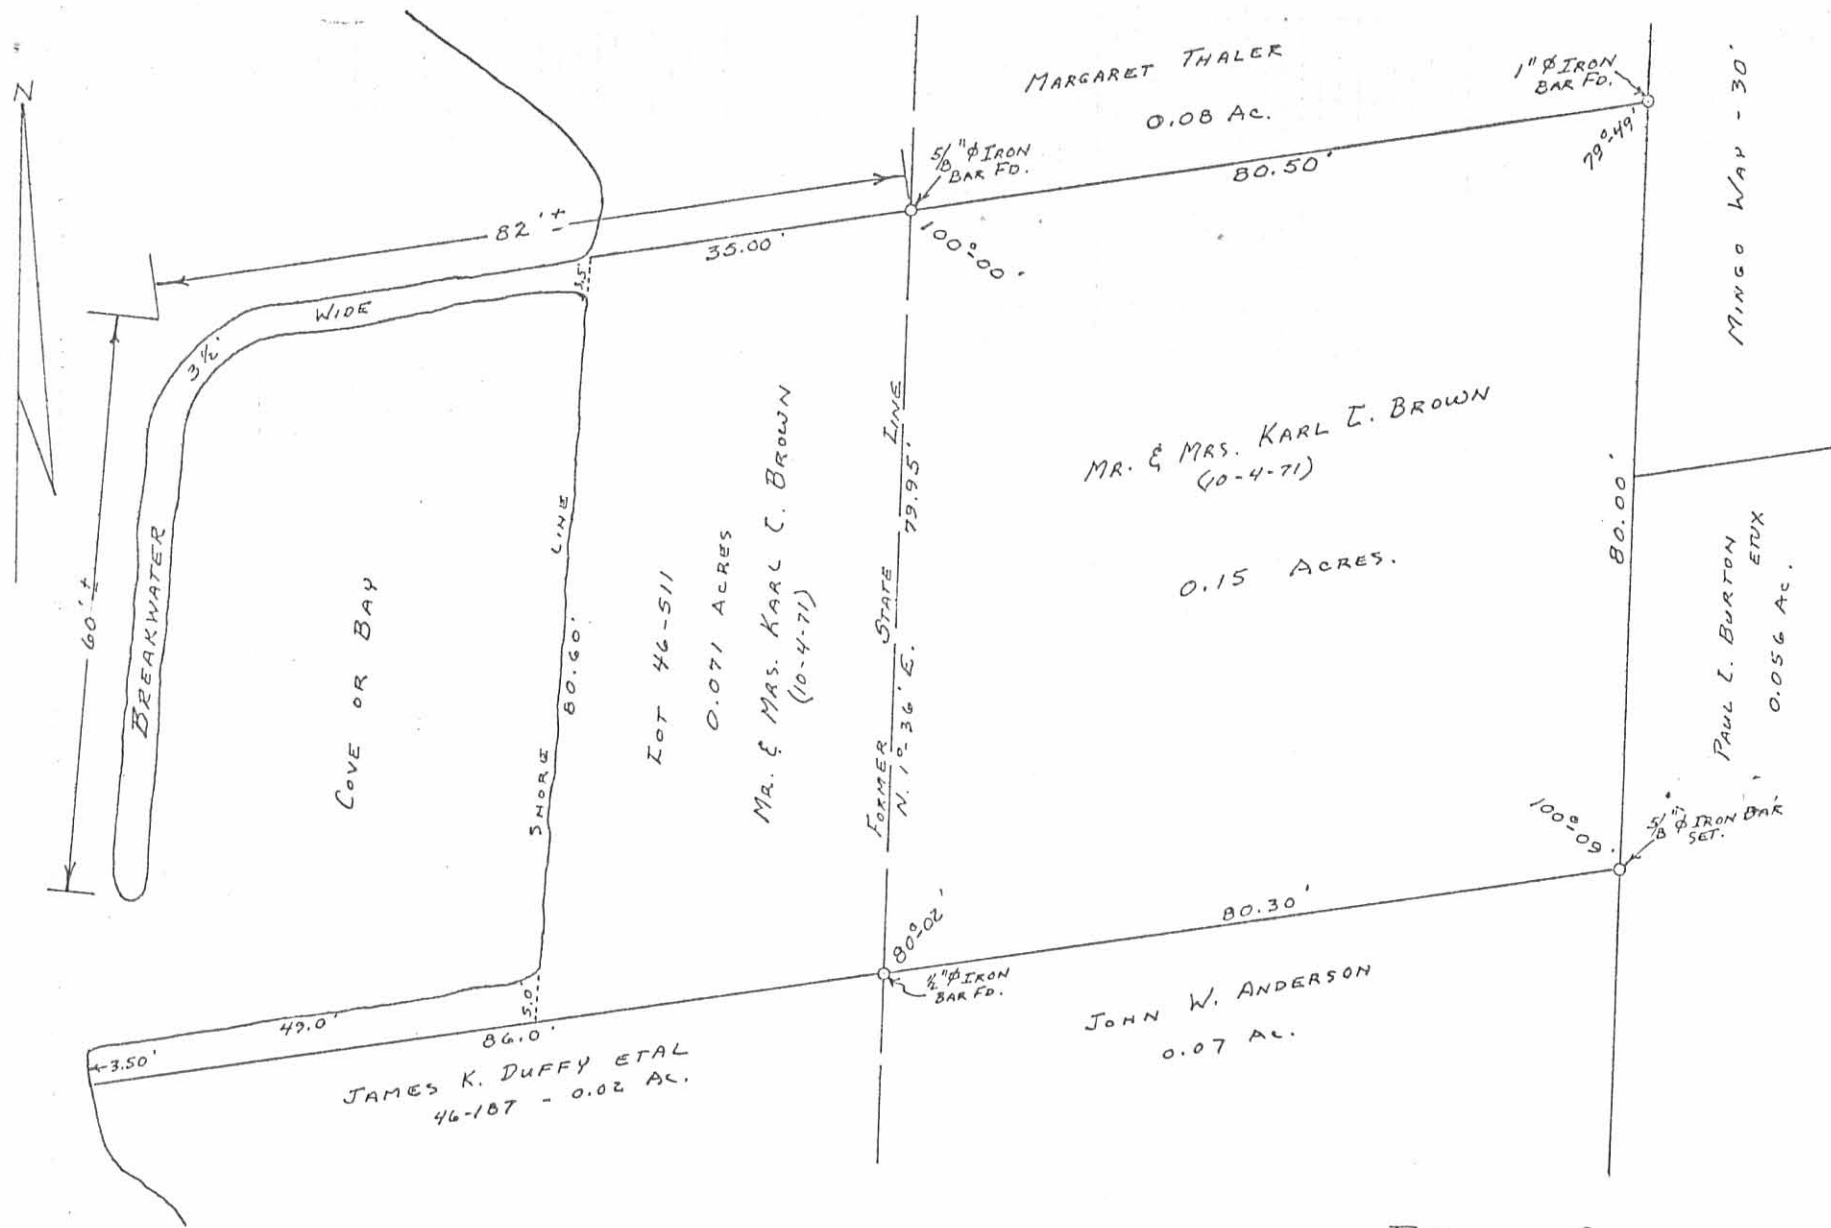 N
MARGARET THALER
0.08 AC.
1" Φ IRON
BAR FD.
79°-49'
MINGO WAY - 30'
5/8" Φ IRON
BAR FD.
80.50'
82'±
35.00'
100°-00'
3.5'
WIDE
3 1/2'
BREAKWATER
60'±
COVE OR BAY
SHORE LINE
80.60'
LOT 46-511
0.071 ACRES
MR. & MRS. KARL C. BROWN
(10-4-71)
FORMER STATE LINE
N. 1°-36' E. 79.95'
MR. & MRS. KARL C. BROWN
(10-4-71)
0.15 ACRES.
80.00'
PAUL L. BURTON
ETUX
0.056 AC.
100°-09'
5/8" Φ IRON BAR
SET.
80.30'
80°-02'
1/2" Φ IRON
BAR FD.
JOHN W. ANDERSON
0.07 AC.
5.0'
49.0'
86.0'
3.50'
JAMES K. DUFFY ETAL
46-187 - 0.02 AC.